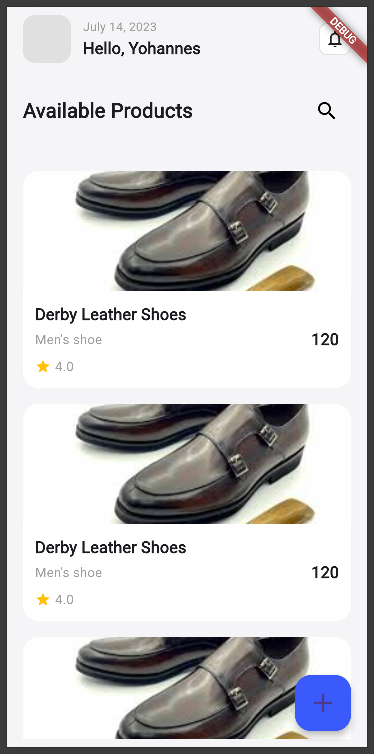 July 14, 2023
DEBUG
Hello, Yohannes
Available Products
Derby Leather Shoes
Men's shoe
120
4.0
Derby Leather Shoes
Men's shoe
120
4.0